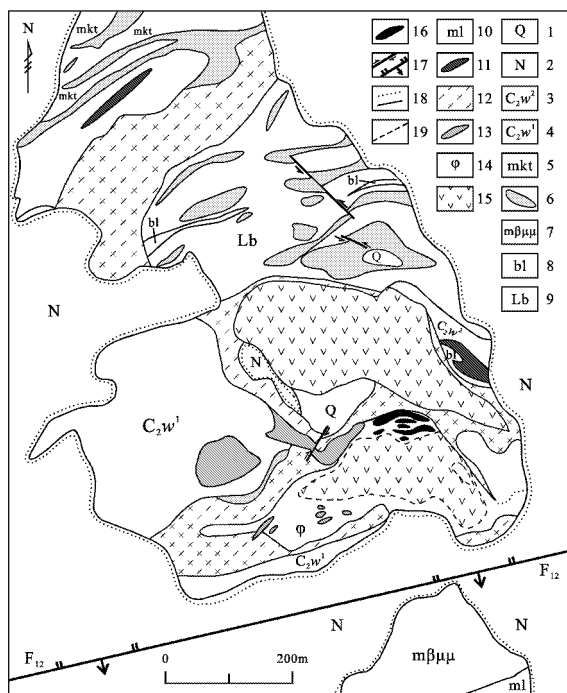 N
mkt
mkt
mkt
bl
bl
Lb
Q
N
N
Q
C₂w²
bl
N
C₂w¹
φ
C₂w¹
F₁₂
F₁₂
N
N
mβμμ
ml
0 200m
16 ml 10 Q 1
17 11 N 2
18 12 C₂w² 3
19 13 C₂w¹ 4
φ 14 mkt 5
15 6
mβμμ 7
bl 8
Lb 9